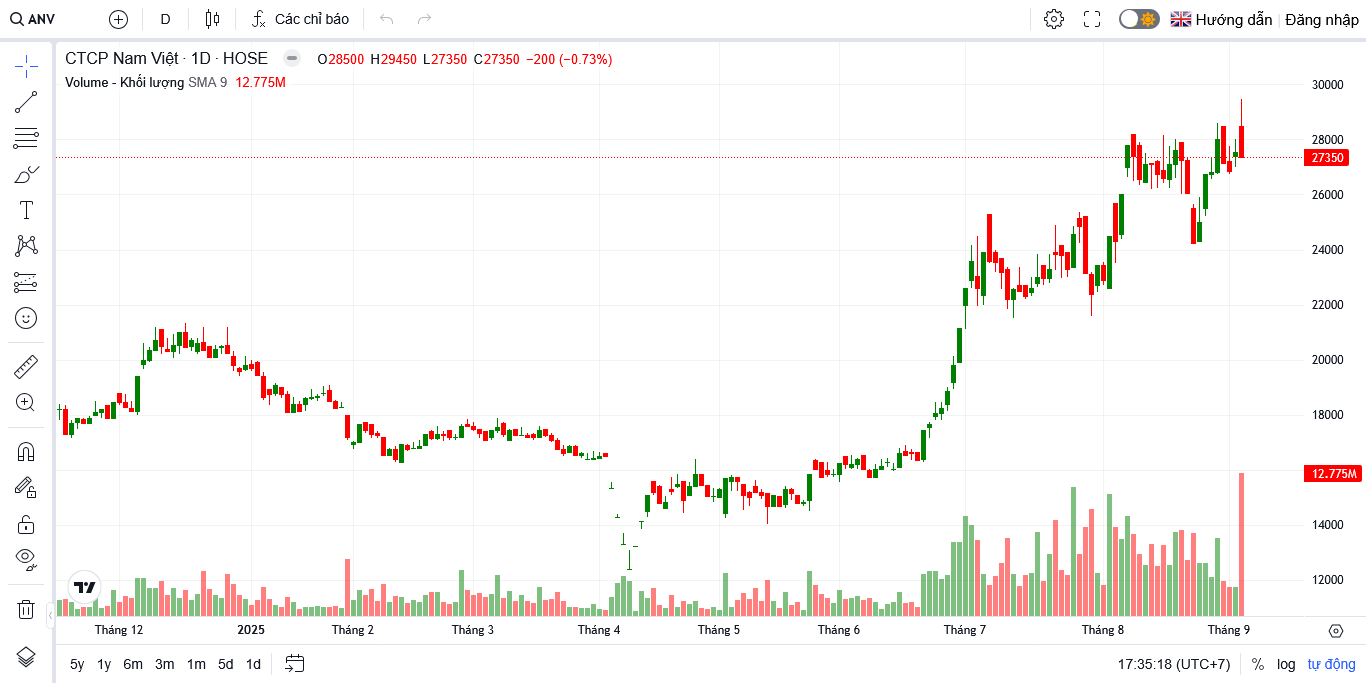 ANV D Các chỉ báo Hướng dẫn Đăng nhập
CTCP Nam Việt · 1D · HOSE O28500 H29450 L27350 C27350 −200 (−0.73%)
Volume - Khối lượng SMA 9 12.775M
30000
28000
27350
26000
24000
22000
20000
18000
12.775M
14000
12000
Tháng 12 2025 Tháng 2 Tháng 3 Tháng 4 Tháng 5 Tháng 6 Tháng 7 Tháng 8 Tháng 9
5y 1y 6m 3m 1m 5d 1d 17:35:18 (UTC+7) % log tự động